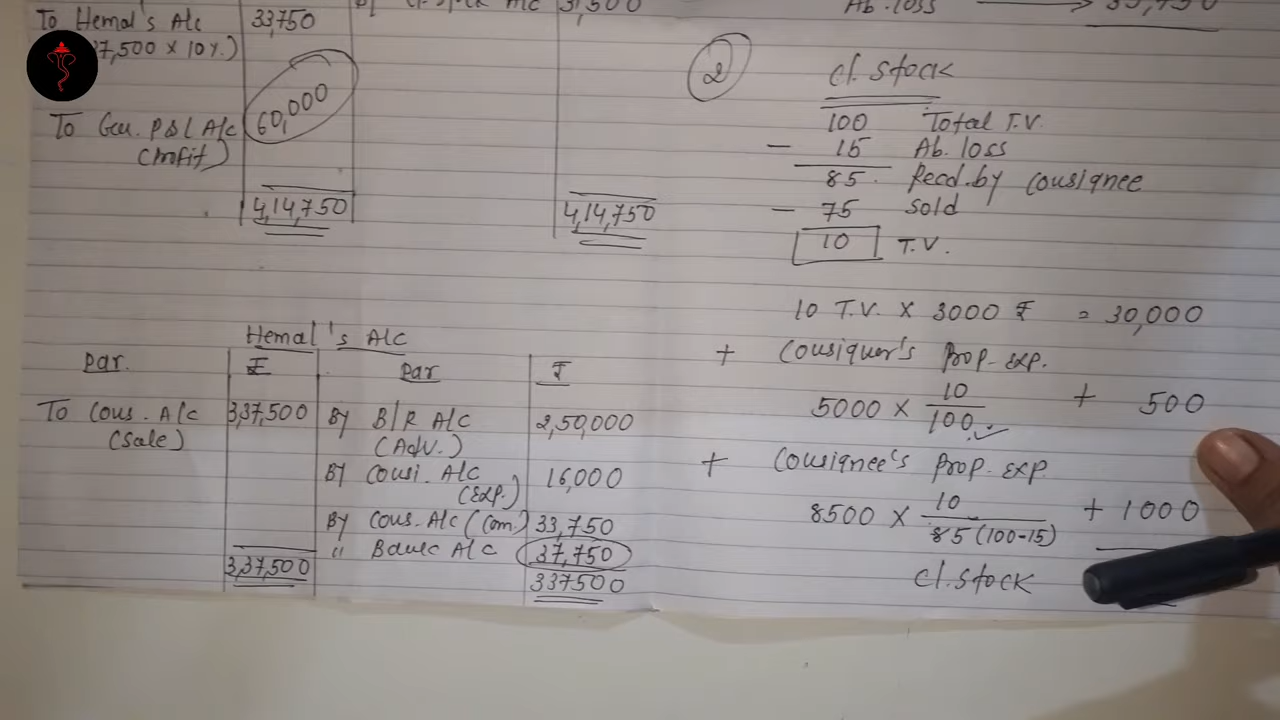 To Hemal's A/c 33,750
37,500 × 10%)
To Gen. P&L A/c 60,000
(Profit)
4,14,750 4,14,750
Ab. loss
②
cl. stock
100 Total T.V.
- 15 Ab. loss
85 Recd. by Consignee
- 75 sold
10 T.V.
10 T.V. × 3000 ₹ = 30,000
+ Consignor's Prop. Exp.
5000 × 10/100 + 500
+ Consignee's Prop. Exp.
8500 × 10/85 (100-15) + 1000
cl. stock
Hemal's A/c
Par. ₹ Par ₹
To Cons. A/c 3,37,500 By B/R A/c 2,50,000
(Sale) (Adv.)
By Consi. A/c 16,000
(Exp.)
By Cons. A/c (Com.) 33,750
" Bank A/c 37,750
3,37,500 337500